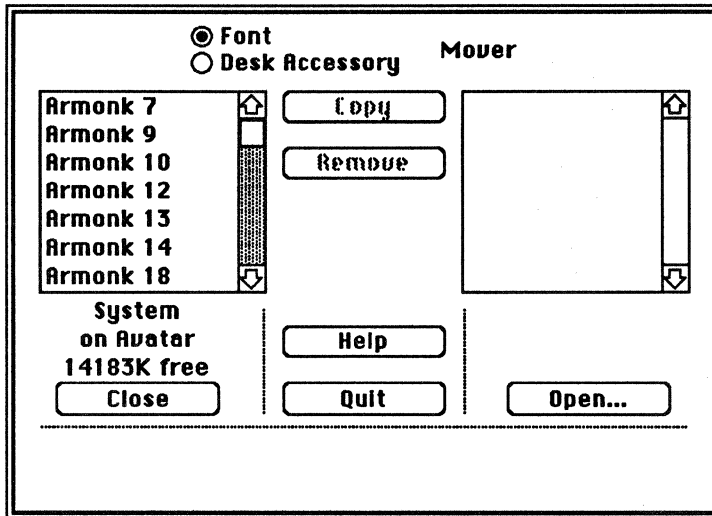 Font
Desk Accessory
Mover
Armonk 7
Armonk 9
Armonk 10
Armonk 12
Armonk 13
Armonk 14
Armonk 18
Copy
Remove
System
on Avatar
14183K free
Close
Help
Quit
Open...